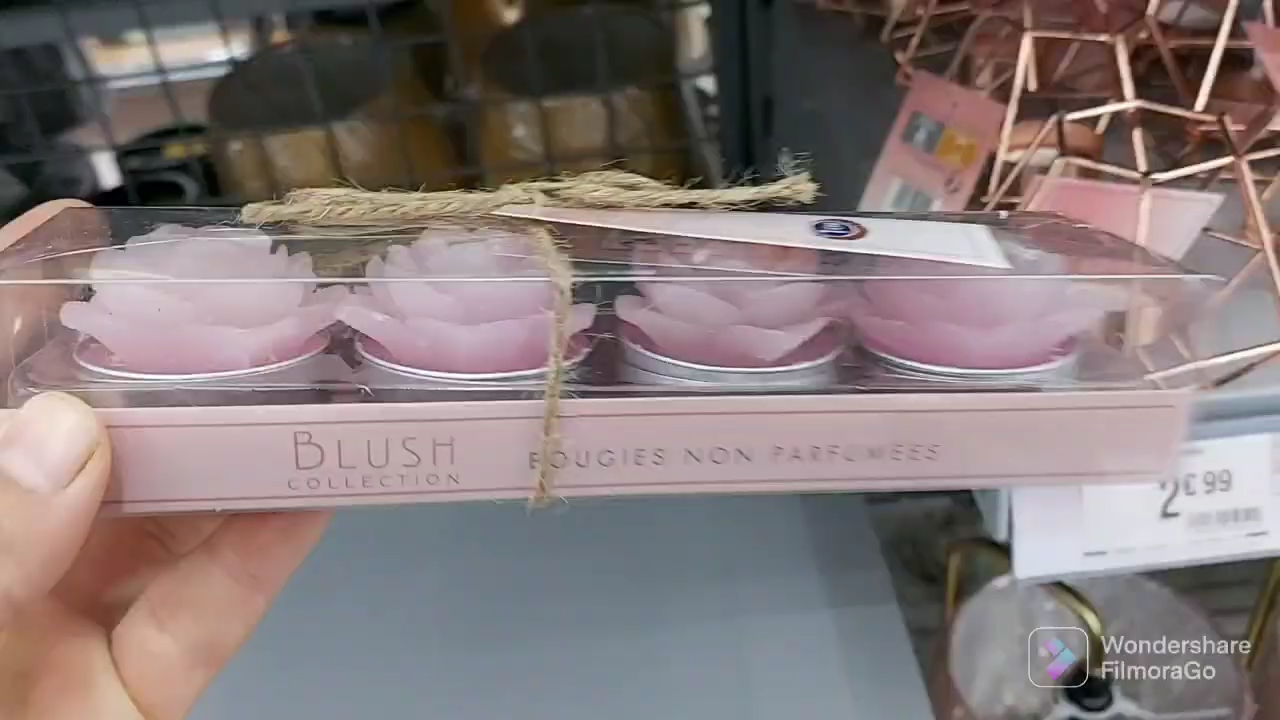 BLUSH
COLLECTION
BOUGIES NON PARFUMÉES
2€99
Wondershare
FilmoraGo